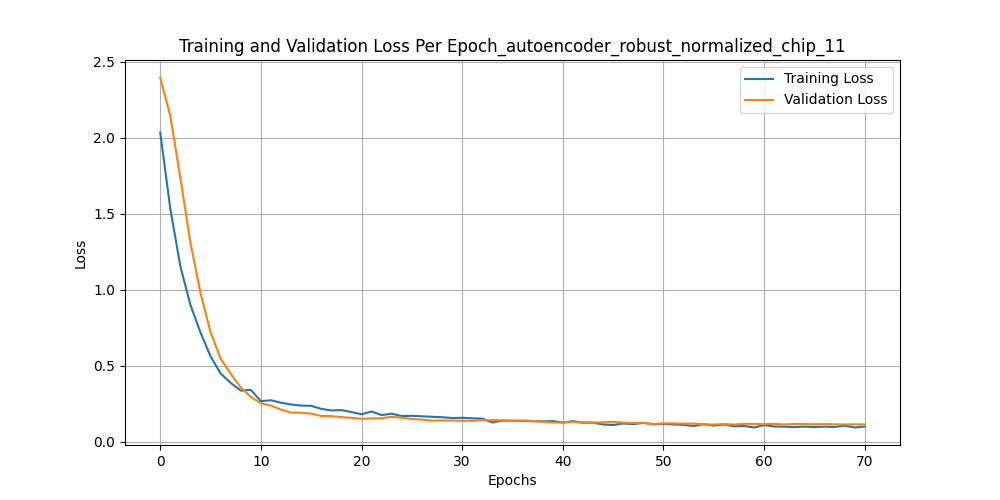 Training and Validation Loss Per Epoch_autoencoder_robust_normalized_chip_11
Training Loss
Validation Loss
2.5
2.0
1.5
1.0
0.5
0.0
Loss
0 10 20 30 40 50 60 70
Epochs